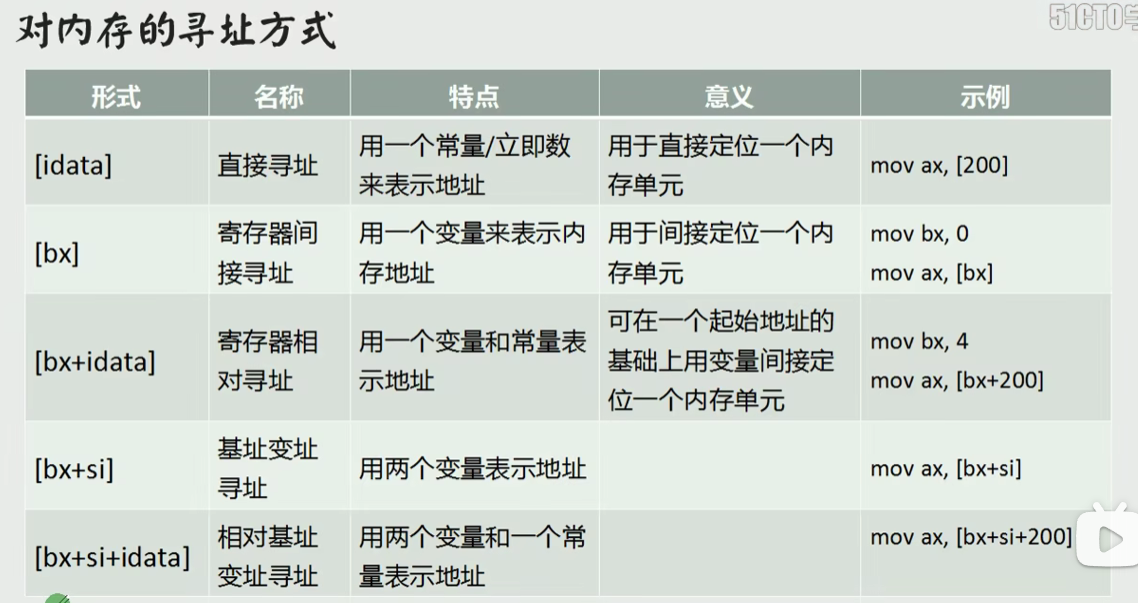 对内存的寻址方式
51CTO学
形式 名称 特点 意义 示例
[idata] 直接寻址 用一个常量/立即数 用于直接定位一个内 mov ax, [200]
来表示地址 存单元
[bx] 寄存器间 用一个变量来表示内 用于间接定位一个内 mov bx, 0
接寻址 存地址 存单元 mov ax, [bx]
[bx+idata] 寄存器相 用一个变量和常量表 可在一个起始地址的 mov bx, 4
对寻址 示地址 基础上用变量间接定 mov ax, [bx+200]
位一个内存单元
[bx+si] 基址变址 用两个变量表示地址 mov ax, [bx+si]
寻址
[bx+si+idata] 相对基址 用两个变量和一个常 mov ax, [bx+si+200]
变址寻址 量表示地址